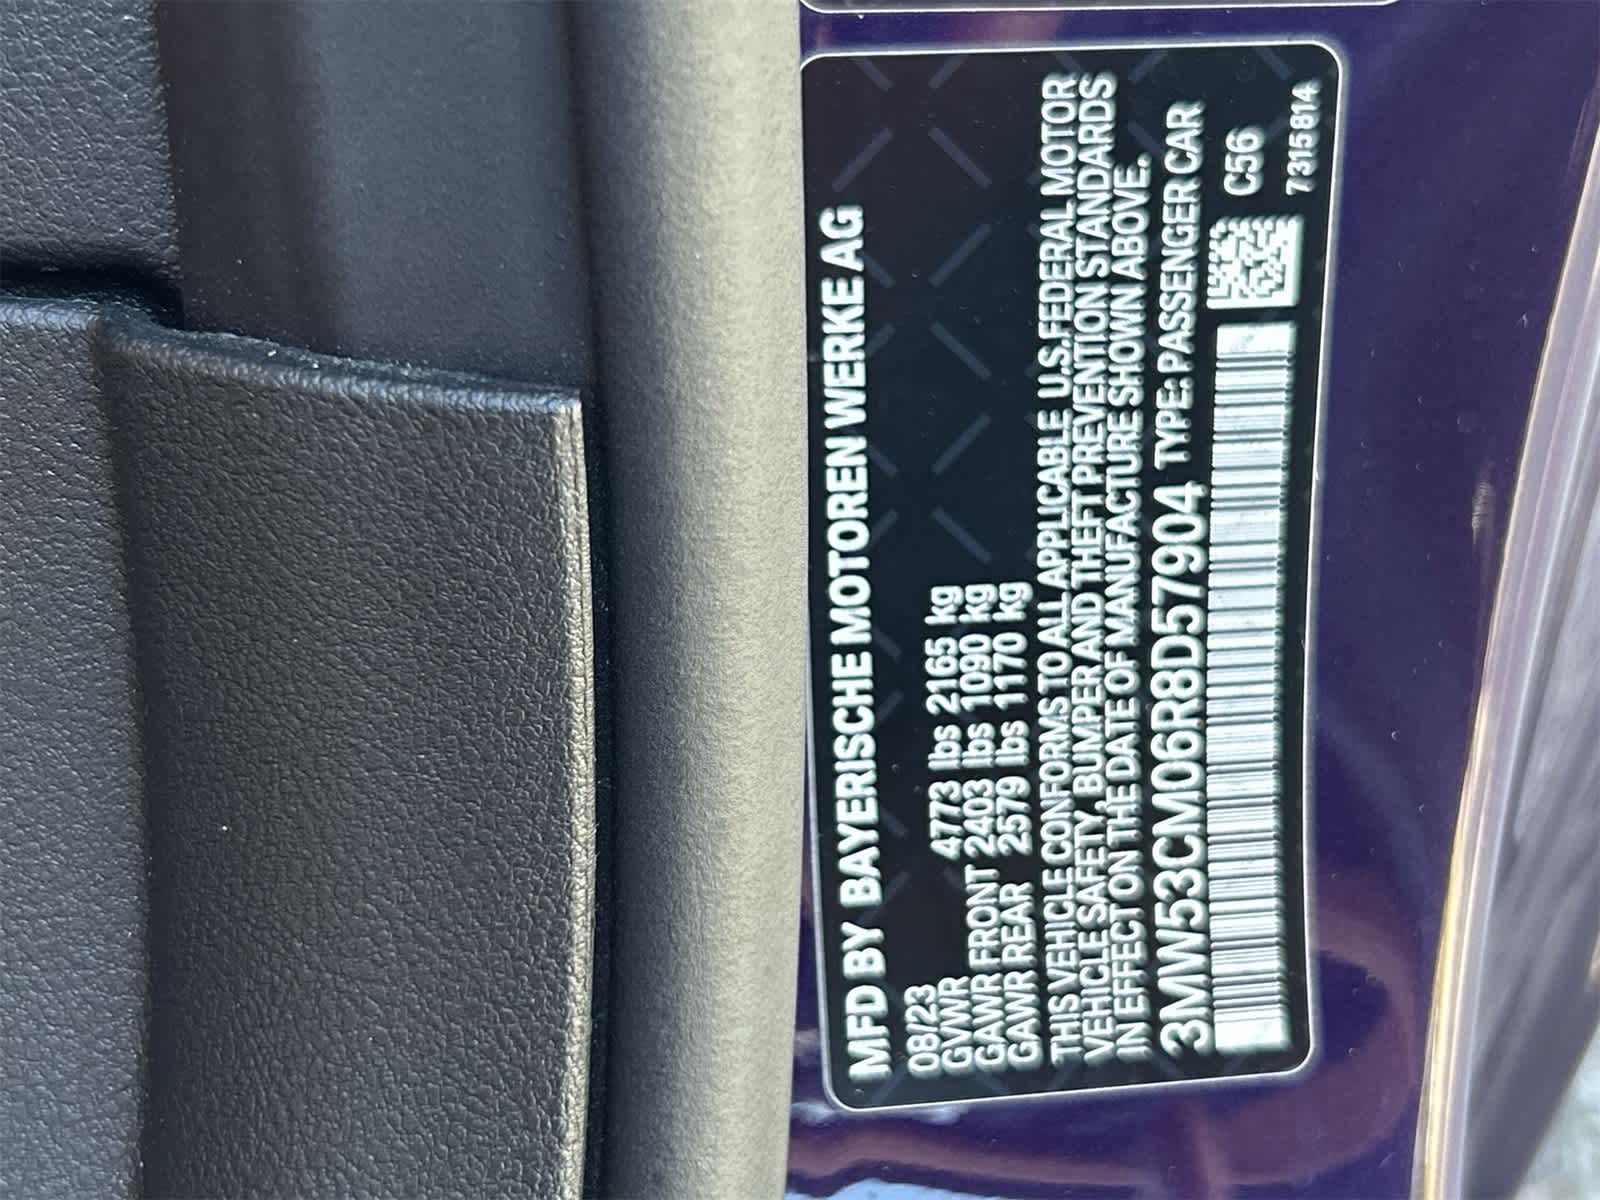 MFD BY BAYERISCHE MOTOREN WERKE AG
08/23
GVWR 4773 lbs 2165 kg
GAWR FRONT 2403 lbs 1090 kg
GAWR REAR 2579 lbs 1170 kg
THIS VEHICLE CONFORMS TO ALL APPLICABLE U.S. FEDERAL MOTOR
VEHICLE SAFETY, BUMPER AND THEFT PREVENTION STANDARDS
IN EFFECT ON THE DATE OF MANUFACTURE SHOWN ABOVE.
3MW53CM06R8D57904 TYPE: PASSENGER CAR
C56
7315814